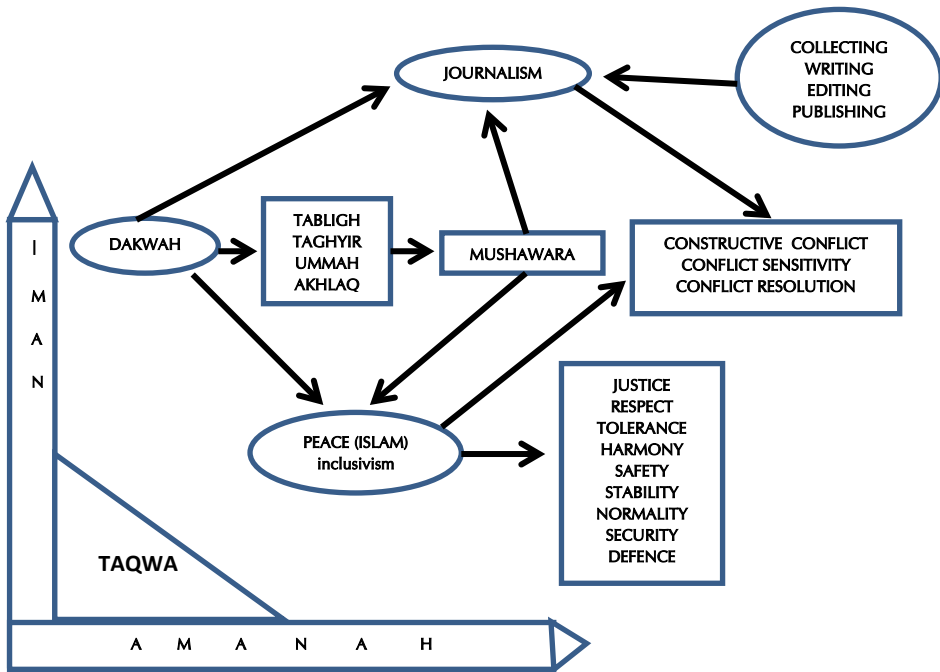 COLLECTING
WRITING
EDITING
PUBLISHING
JOURNALISM
I
M
A
N
DAKWAH
TABLIGH
TAGHYIR
UMMAH
AKHLAQ
MUSHAWARA
CONSTRUCTIVE CONFLICT
CONFLICT SENSITIVITY
CONFLICT RESOLUTION
PEACE (ISLAM)
inclusivism
JUSTICE
RESPECT
TOLERANCE
HARMONY
SAFETY
STABILITY
NORMALITY
SECURITY
DEFENCE
TAQWA
A M A N A H